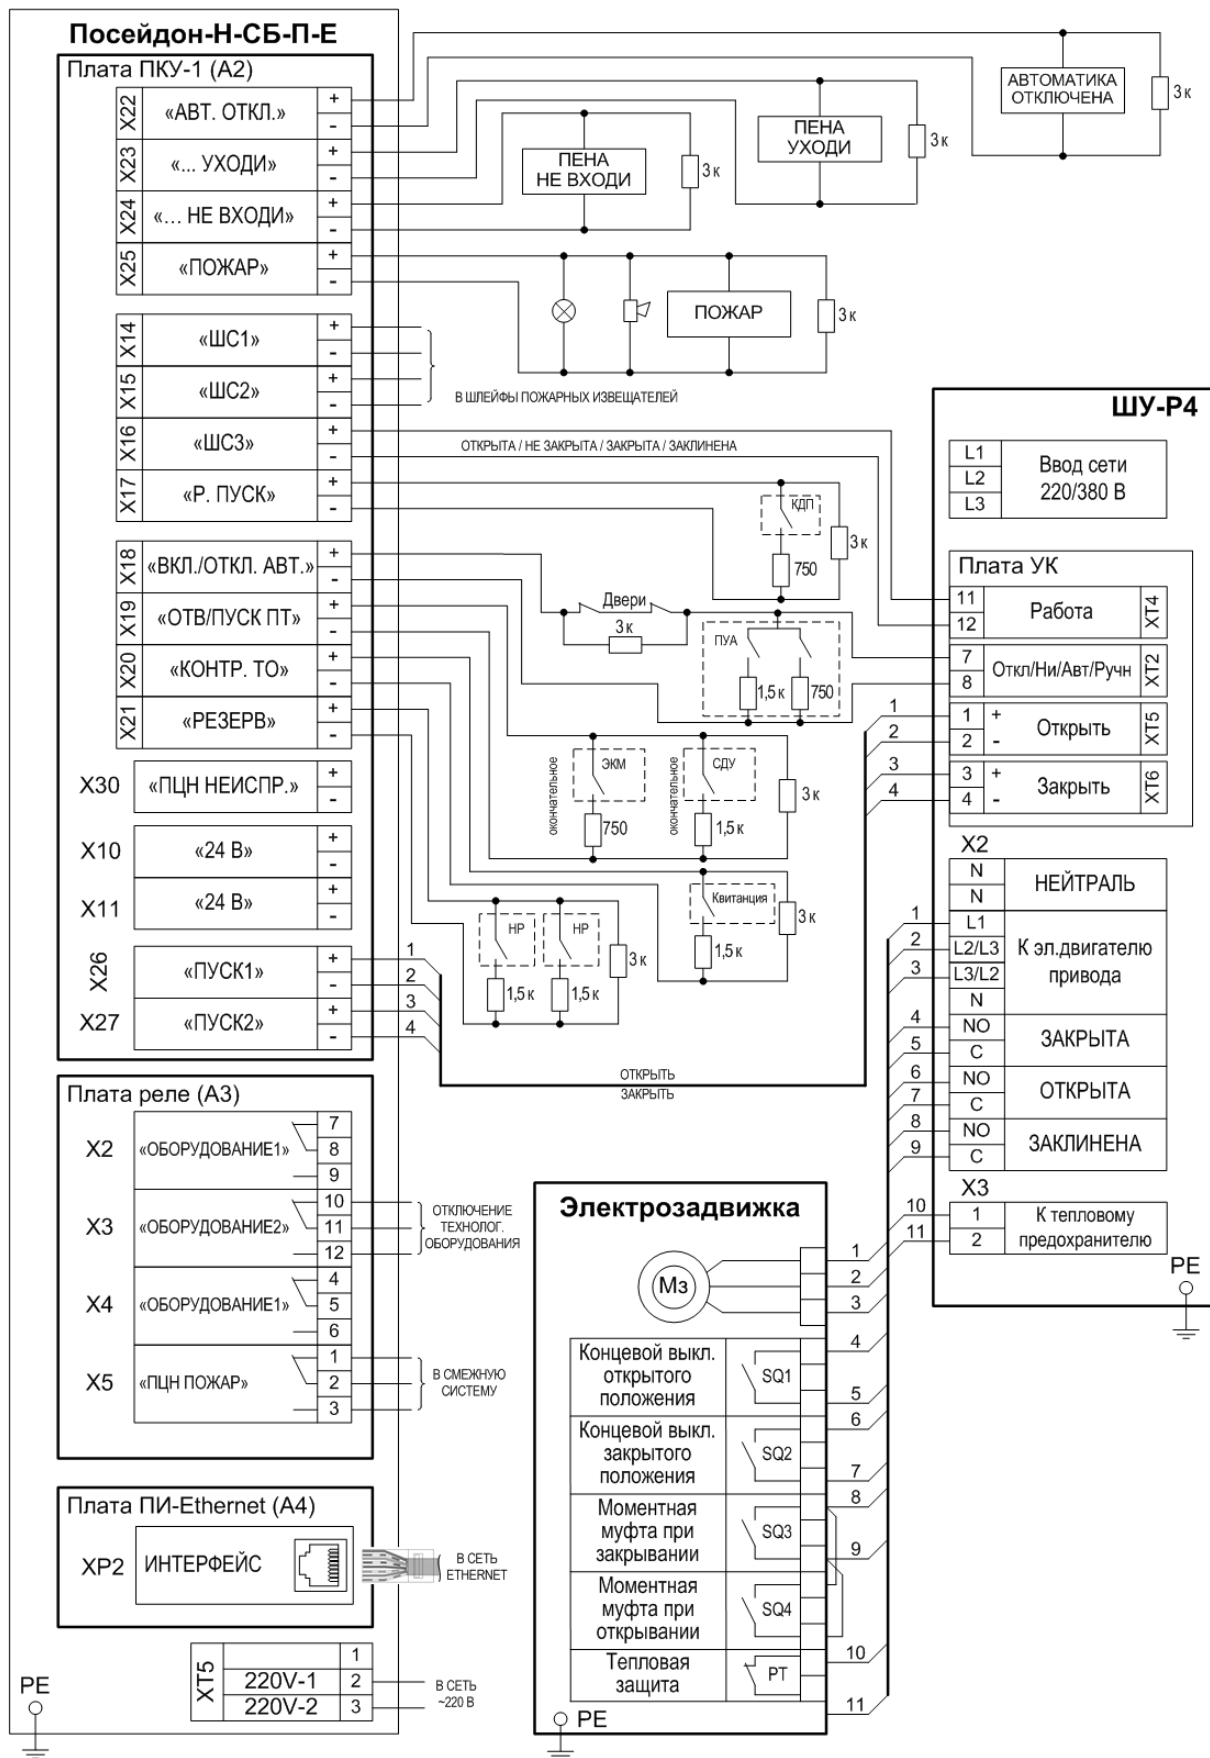 Посейдон-Н-СБ-П-Е
Плата ПКУ-1 (А2)
X22
«АВТ. ОТКЛ.»
+
-
X23
«... УХОДИ»
+
-
X24
«... НЕ ВХОДИ»
+
-
X25
«ПОЖАР»
+
-
АВТОМАТИКА
ОТКЛЮЧЕНА
3 к
ПЕНА
УХОДИ
3 к
ПЕНА
НЕ ВХОДИ
3 к
ПОЖАР
3 к
X14
«ШС1»
+
-
X15
«ШС2»
+
-
В ШЛЕЙФЫ ПОЖАРНЫХ ИЗВЕЩАТЕЛЕЙ
X16
«ШС3»
+
-
ОТКРЫТА / НЕ ЗАКРЫТА / ЗАКРЫТА / ЗАКЛИНЕНА
X17
«Р. ПУСК»
+
-
КДП
750
3 к
X18
«ВКЛ./ОТКЛ. АВТ.»
+
-
Двери
3 к
ПУА
1,5 к
750
X19
«ОТВ/ПУСК ПТ»
+
-
окончательное
ЭКМ
750
окончательное
СДУ
1,5 к
3 к
X20
«КОНТР. ТО»
+
-
Квитанция
1,5 к
3 к
X21
«РЕЗЕРВ»
+
-
НР
1,5 к
НР
1,5 к
3 к
X30
«ПЦН НЕИСПР.»
+
-
X10
«24 В»
+
-
X11
«24 В»
+
-
X26
«ПУСК1»
+
-
1
2
X27
«ПУСК2»
+
-
3
4
ОТКРЫТЬ
ЗАКРЫТЬ
Плата реле (А3)
X2
«ОБОРУДОВАНИЕ1»
7
8
9
X3
«ОБОРУДОВАНИЕ2»
10
11
12
ОТКЛЮЧЕНИЕ
ТЕХНОЛОГ.
ОБОРУДОВАНИЯ
X4
«ОБОРУДОВАНИЕ1»
4
5
6
X5
«ПЦН ПОЖАР»
1
2
3
В СМЕЖНУЮ
СИСТЕМУ
Плата ПИ-Ethernet (А4)
XP2
ИНТЕРФЕЙС
В СЕТЬ
ETHERNET
XT5
1
220V-1
2
220V-2
3
В СЕТЬ
~220 В
PE
ШУ-Р4
L1
L2
L3
Ввод сети
220/380 В
Плата УК
11
12
Работа
XT4
7
8
Откл/Ни/Авт/Ручн
XT2
1
2
1 +
2 -
Открыть
XT5
3
4
3 +
4 -
Закрыть
XT6
X2
N
N
НЕЙТРАЛЬ
1
L1
2
L2/L3
3
L3/L2
N
К эл.двигателю
привода
4
NO
5
C
ЗАКРЫТА
6
NO
7
C
ОТКРЫТА
8
NO
9
C
ЗАКЛИНЕНА
X3
10
1
11
2
К тепловому
предохранителю
PE
Электрозадвижка
Мз
1
2
3
Концевой выкл.
открытого
положения
SQ1
4
5
Концевой выкл.
закрытого
положения
SQ2
6
7
Моментная
муфта при
закрывании
SQ3
8
9
Моментная
муфта при
открывании
SQ4
Тепловая
защита
РТ
10
11
PE